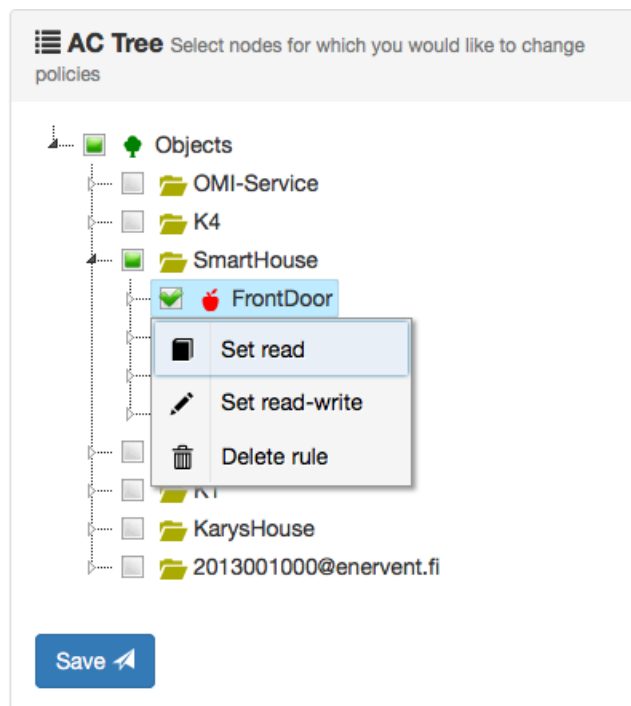 AC Tree Select nodes for which you would like to change
policies
Objects
OMI-Service
K4
SmartHouse
FrontDoor
Set read
Set read-write
Delete rule
K1
KarysHouse
2013001000@enervent.fi
Save